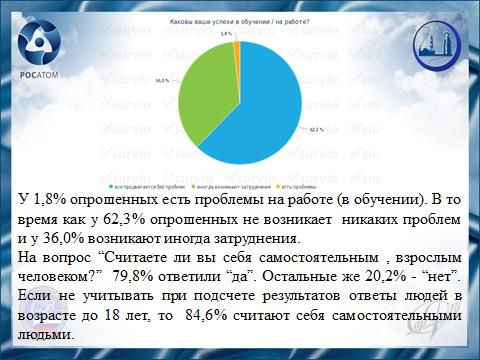 Каковы ваши успехи в обучении / на работе?
1,8 %
36,0 %
62,3 %
РОСАТОМ
survio
все продвигается без проблем
иногда возникают затруднения
есть проблемы
У 1,8% опрошенных есть проблемы на работе (в обучении). В то
время как у 62,3% опрошенных не возникает никаких проблем
и у 36,0% возникают иногда затруднения.
На вопрос “Считаете ли вы себя самостоятельным , взрослым
человеком?” 79,8% ответили “да”. Остальные же 20,2% - “нет”.
Если не учитывать при подсчете результатов ответы людей в
возрасте до 18 лет, то 84,6% считают себя самостоятельными
людьми.